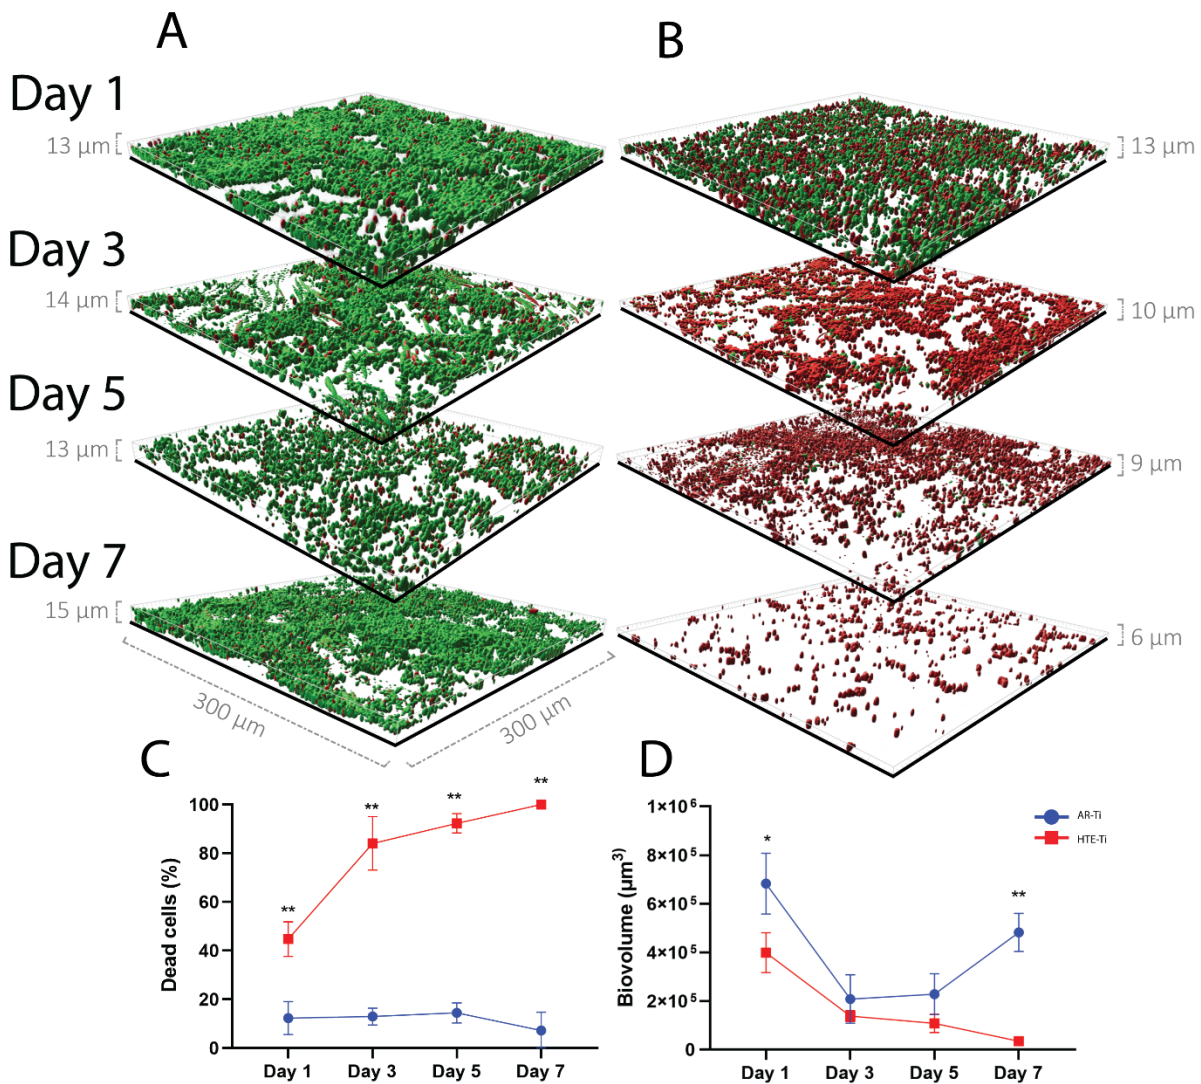 A
B
Day 1
13 μm
13 μm
Day 3
14 μm
10 μm
Day 5
13 μm
9 μm
Day 7
15 μm
6 μm
300 μm
300 μm
C
Dead cells (%)
100
80
60
40
20
0
**
**
**
**
Day 1
Day 3
Day 5
Day 7
D
Biovolume (μm³)
1×10⁶
8×10⁵
6×10⁵
4×10⁵
2×10⁵
0
*
**
AR-Ti
HTE-Ti
Day 1
Day 3
Day 5
Day 7